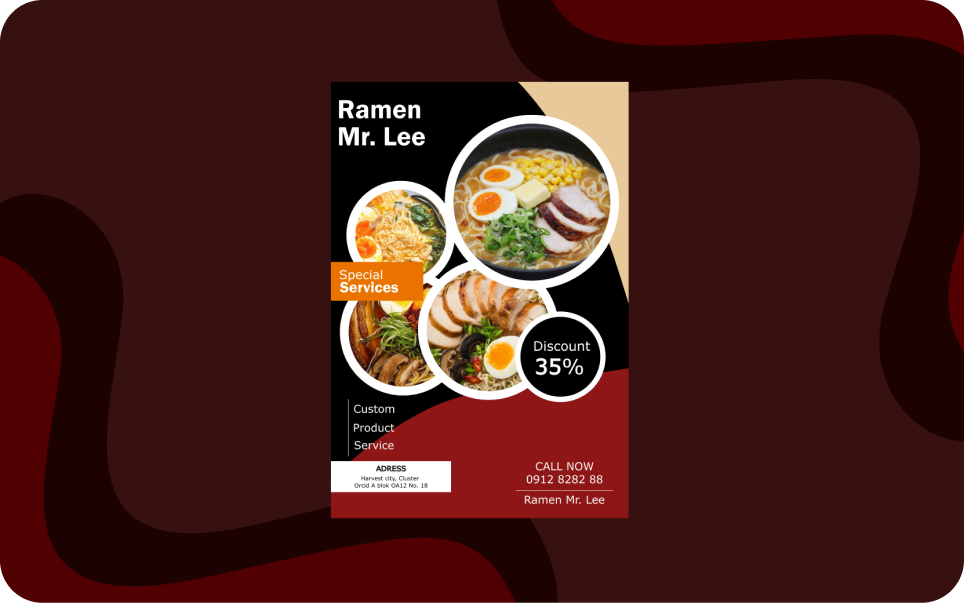 Ramen
Mr. Lee
Special
Services
Discount
35%
Custom
Product
Service
ADRESS
Harvest city, Cluster
Orcid A blok OA12 No. 18
CALL NOW
0912 8282 88
Ramen Mr. Lee